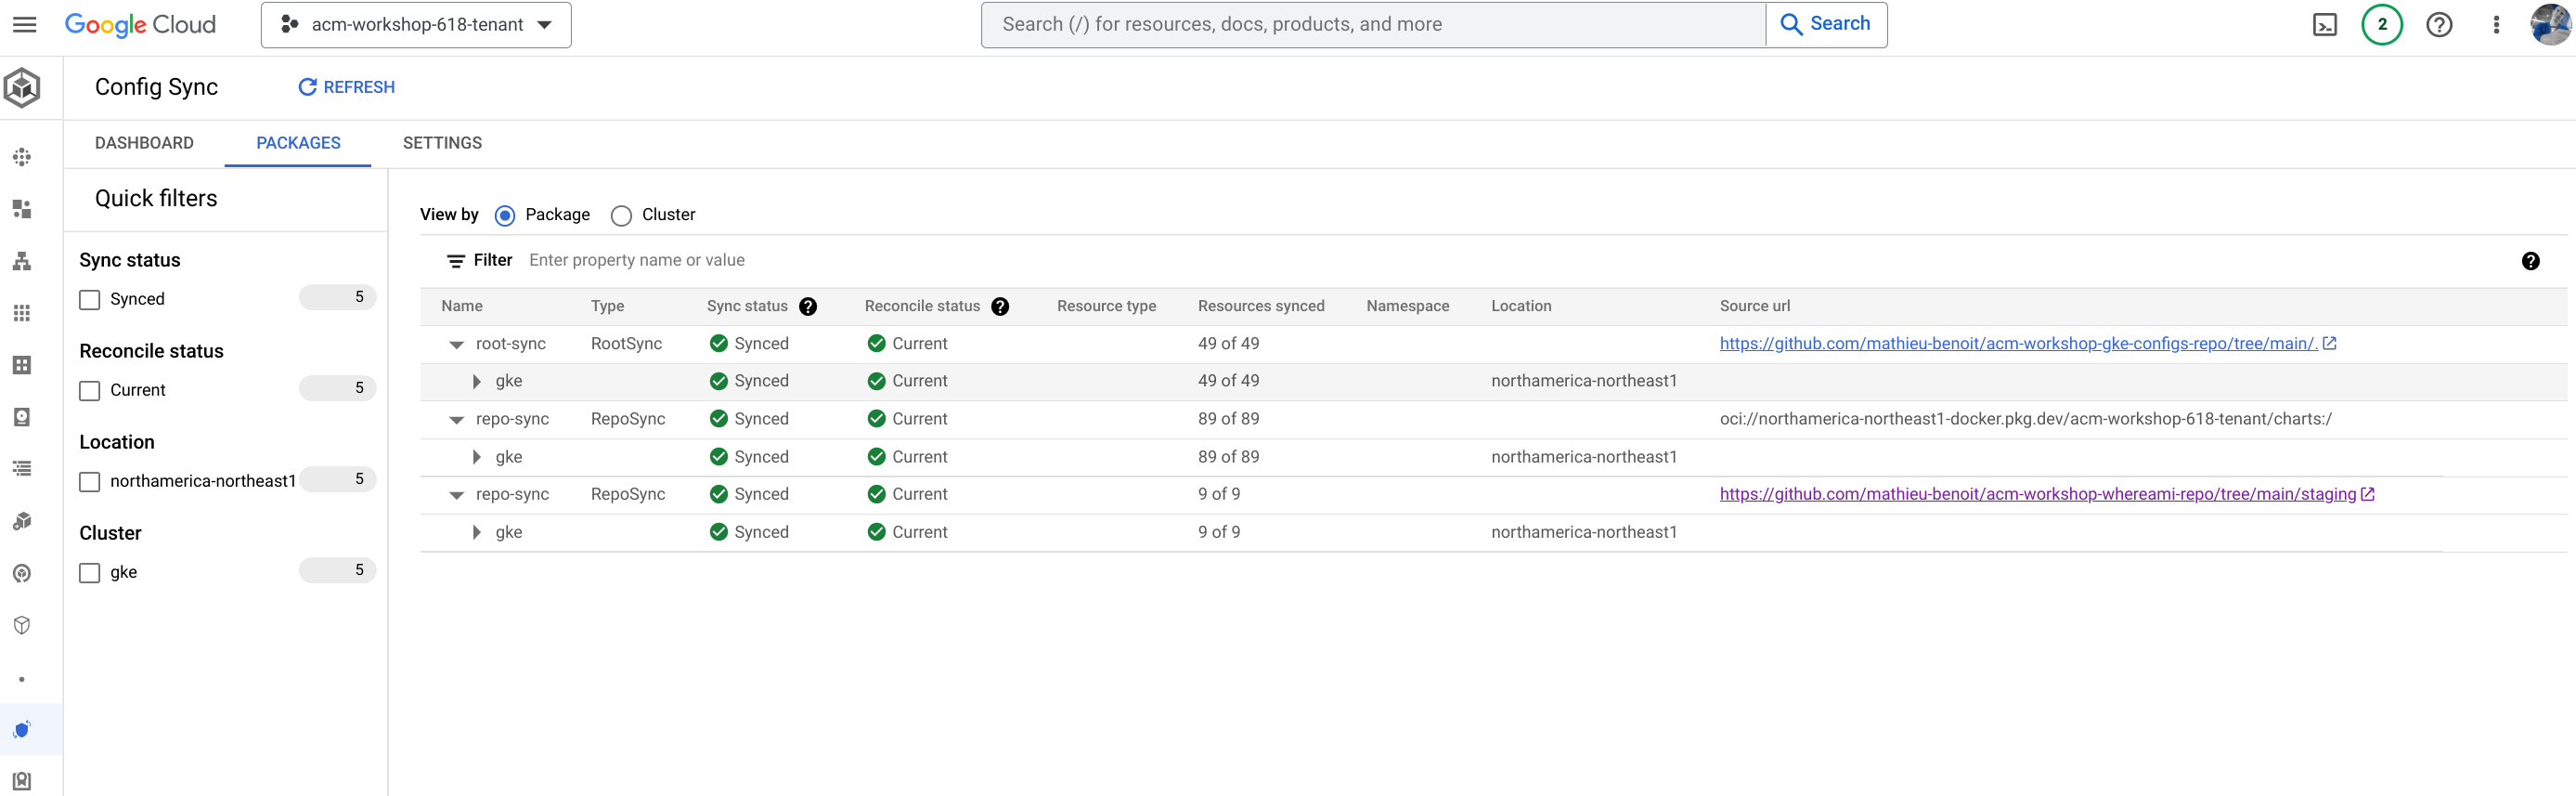 Google Cloud
acm-workshop-618-tenant
Search (/) for resources, docs, products, and more
Search
2
Config Sync
REFRESH
DASHBOARD
PACKAGES
SETTINGS
Quick filters
Sync status
Synced 5
Reconcile status
Current 5
Location
northamerica-northeast1 5
Cluster
gke 5
View by Package Cluster
Filter Enter property name or value
Name Type Sync status Reconcile status Resource type Resources synced Namespace Location Source url
root-sync RootSync Synced Current 49 of 49 https://github.com/mathieu-benoit/acm-workshop-gke-configs-repo/tree/main/.
gke Synced Current 49 of 49 northamerica-northeast1
repo-sync RepoSync Synced Current 89 of 89 oci://northamerica-northeast1-docker.pkg.dev/acm-workshop-618-tenant/charts:/
gke Synced Current 89 of 89 northamerica-northeast1
repo-sync RepoSync Synced Current 9 of 9 https://github.com/mathieu-benoit/acm-workshop-whereami-repo/tree/main/staging
gke Synced Current 9 of 9 northamerica-northeast1